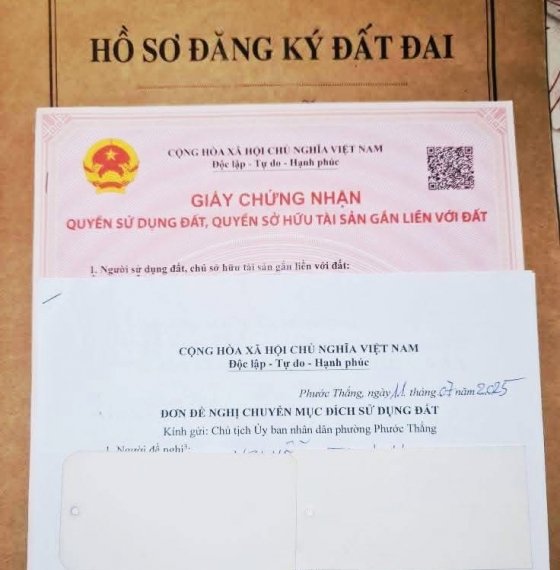 HỒ SƠ ĐĂNG KÝ ĐẤT ĐAI
CỘNG HÒA XÃ HỘI CHỦ NGHĨA VIỆT NAM
Độc lập - Tự do - Hạnh phúc
GIẤY CHỨNG NHẬN
QUYỀN SỬ DỤNG ĐẤT, QUYỀN SỞ HỮU TÀI SẢN GẮN LIỀN VỚI ĐẤT
1. Người sử dụng đất, chủ sở hữu tài sản gắn liền với đất:
CỘNG HÒA XÃ HỘI CHỦ NGHĨA VIỆT NAM
Độc lập - Tự do - Hạnh phúc
Phước Thắng, ngày 11 tháng 07 năm 2025
ĐƠN ĐỀ NGHỊ CHUYỂN MỤC ĐÍCH SỬ DỤNG ĐẤT
Kính gửi: Chủ tịch Ủy ban nhân dân phường Phước Thắng
1. Người đề nghị